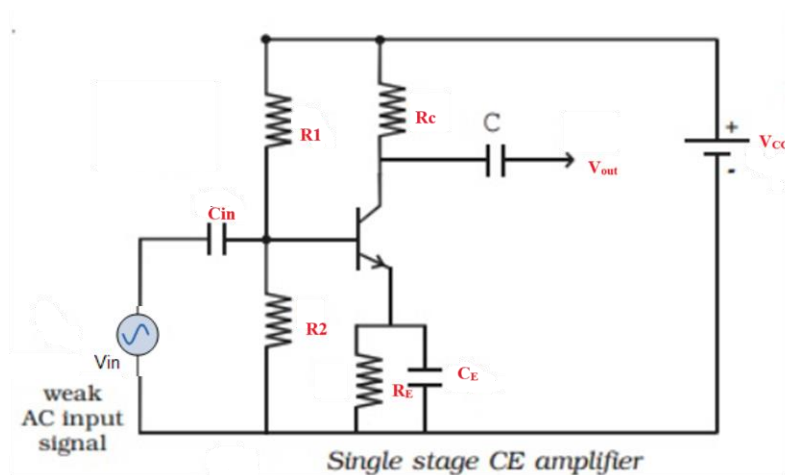 Rc
C
R1
+
Vcc
-
Vout
Cin
R2
Vin
CE
RE
weak
AC input
signal
Single stage CE amplifier